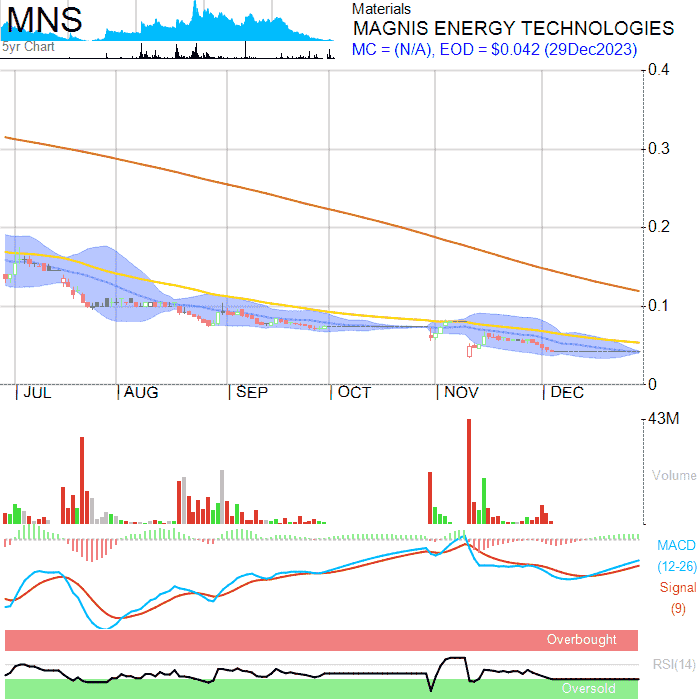 MNS
5yr Chart
Materials
MAGNIS ENERGY TECHNOLOGIES
MC = (N/A), EOD = $0.042 (29Dec2023)
0.4
0.3
0.2
0.1
0
JUL
AUG
SEP
OCT
NOV
DEC
43M
Volume
MACD
(12-26)
Signal
(9)
Overbought
RSI(14)
Oversold